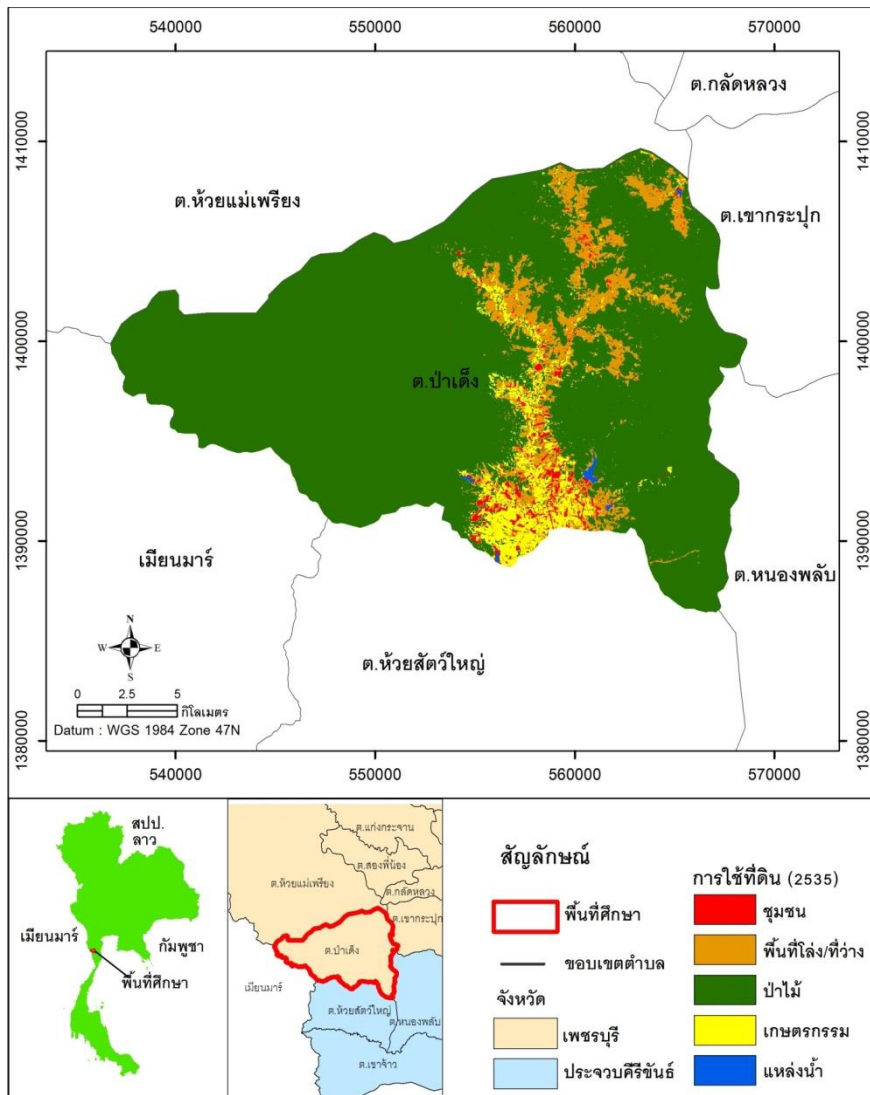 540000 550000 560000 570000
1410000
1400000
1390000
1380000
ต.กลัดหลวง
ต.ห้วยแม่เพรียง
ต.เขากระปุก
ต.ป่าเด็ง
เมียนมาร์
ต.หนองพลับ
ต.ห้วยสัตว์ใหญ่
N
W E
S
0 2.5 5
กิโลเมตร
Datum : WGS 1984 Zone 47N
1410000
1400000
1390000
1380000
540000 550000 560000 570000
สปป.
ลาว
เมียนมาร์
กัมพูชา
พื้นที่ศึกษา
ต.แก่งกระจาน
ต.สองพี่น้อง
ต.ห้วยแม่เพรียง
ต.กลัดหลวง
ต.เขากระปุก
ต.ป่าเด็ง
เมียนมาร์
ต.ห้วยสัตว์ใหญ่
ต.หนองพลับ
ต.เขาจ้าว
สัญลักษณ์
พื้นที่ศึกษา
ขอบเขตตำบล
จังหวัด
เพชรบุรี
ประจวบคีรีขันธ์
การใช้ที่ดิน (2535)
ชุมชน
พื้นที่โล่ง/ที่ว่าง
ป่าไม้
เกษตรกรรม
แหล่งน้ำ